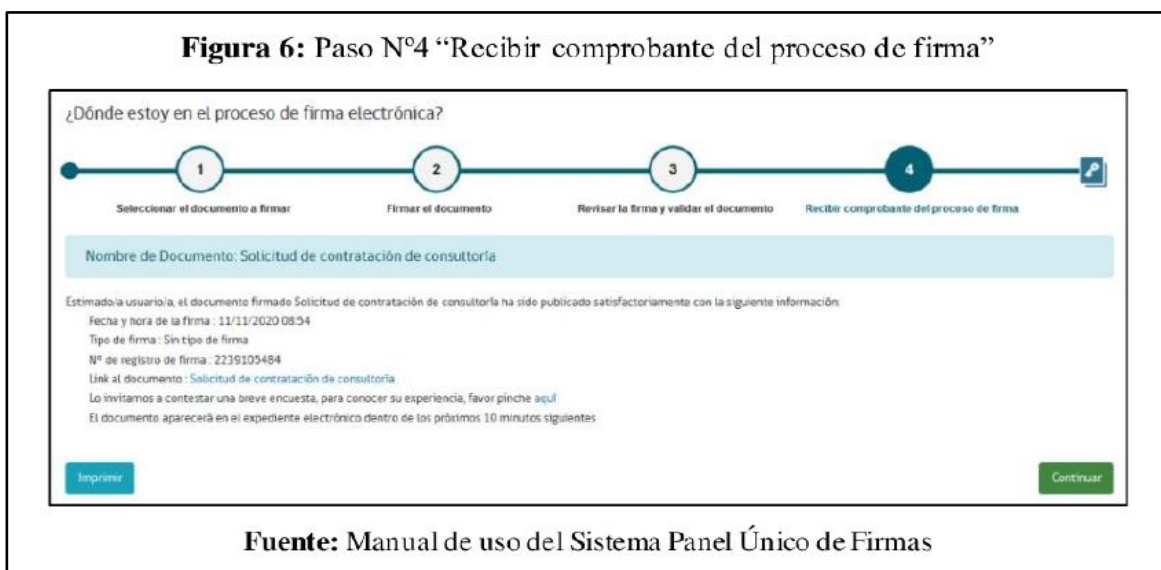 Figura 6: Paso Nº4 “Recibir comprobante del proceso de firma”
¿Dónde estoy en el proceso de firma electrónica?
1
2
3
4
Seleccionar el documento a firmar
Firmar el documento
Revisar la firma y validar el documento
Recibir comprobante del proceso de firma
Nombre de Documento: Solicitud de contratación de consultoría
Estimado/a usuario/a, el documento firmado Solicitud de contratación de consultoría ha sido publicado satisfactoriamente con la siguiente información:
Fecha y hora de la firma : 11/11/2020 08:54
Tipo de firma : Sin tipo de firma
Nº de registro de firma : 2239105484
Link al documento : Solicitud de contratación de consultoría
Lo invitamos a contestar una breve encuesta, para conocer su experiencia, favor pinche aquí
El documento aparecerá en el expediente electrónico dentro de los próximos 10 minutos siguientes
Imprimir
Continuar
Fuente: Manual de uso del Sistema Panel Único de Firmas